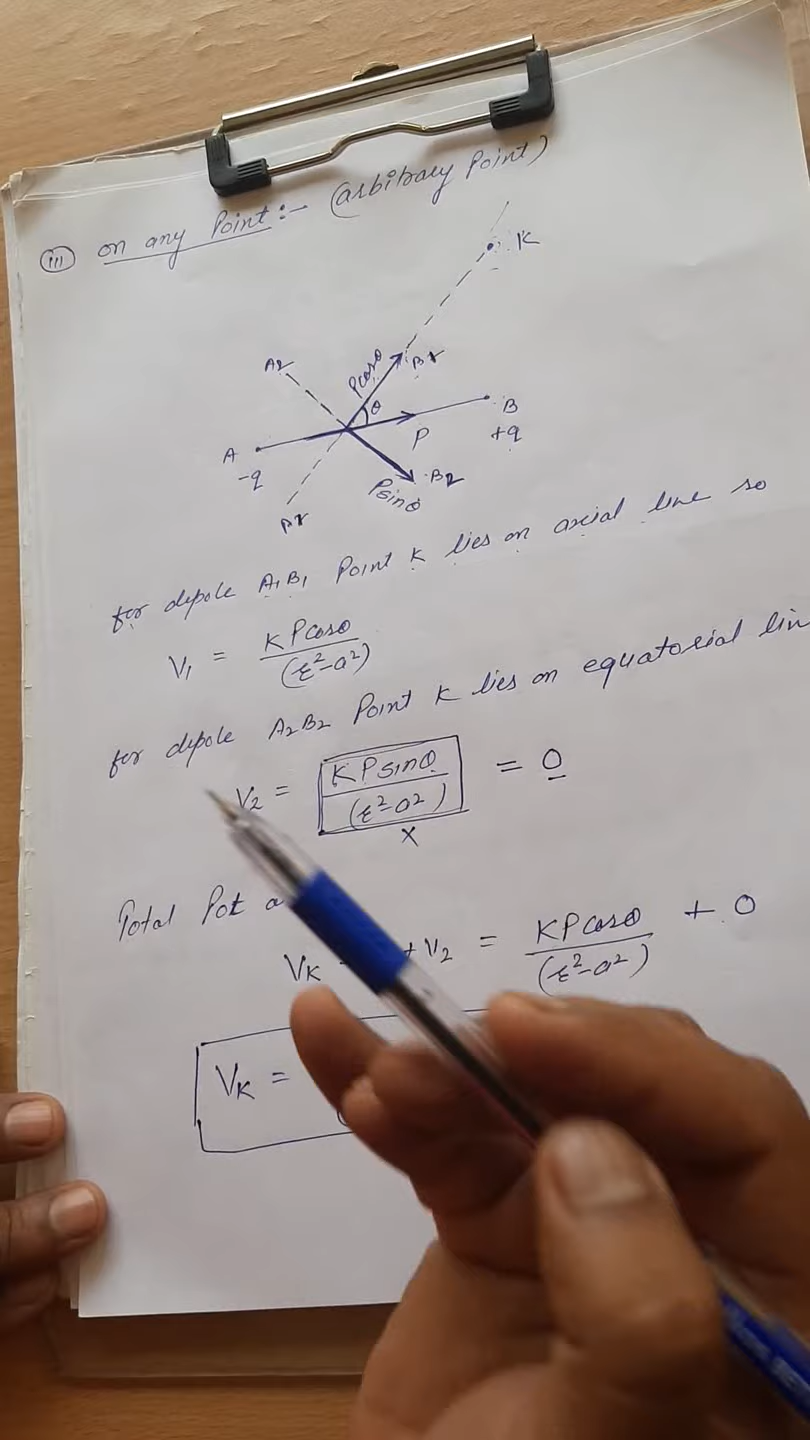 (iii) on any Point :- (arbitrary Point)
K
A2
Pcosθ
B1
θ
B
+q
P
A
-q
B2
Psinθ
for dipole A1B1 Point K lies on axial line so
V1 = KPcosθ / (r²-a²)
for dipole A2B2 Point K lies on equatorial lin
V2 = KPsinθ / (r²-a²) = 0
x
Total Pot a
VK + V2 = KPcosθ / (r²-a²) + 0
VK =